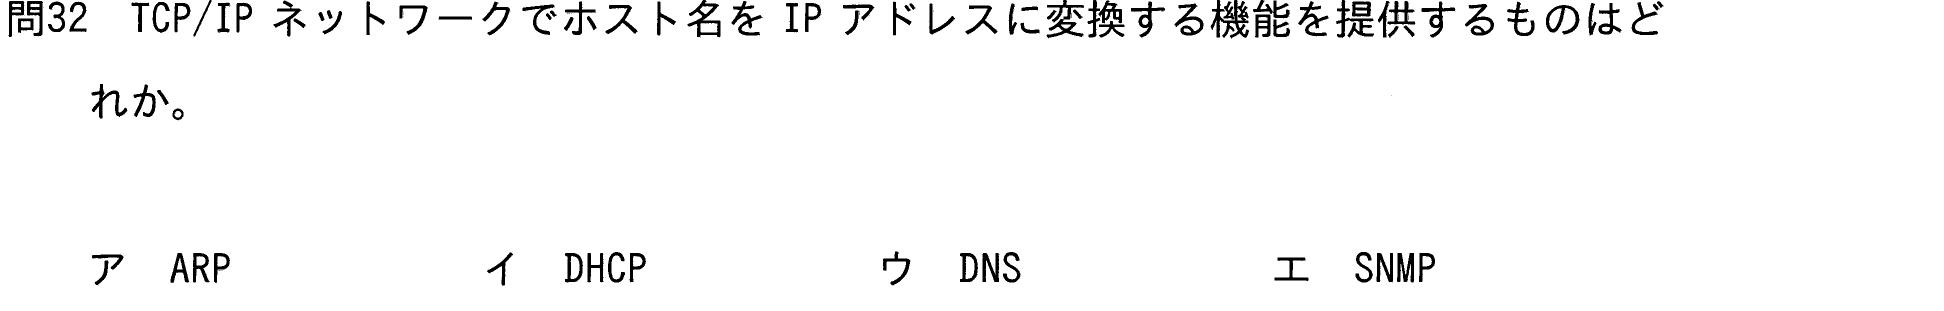 問32　TCP/IP ネットワークでホスト名を IP アドレスに変換する機能を提供するものはど
れか。
ア　ARP　イ　DHCP　ウ　DNS　エ　SNMP